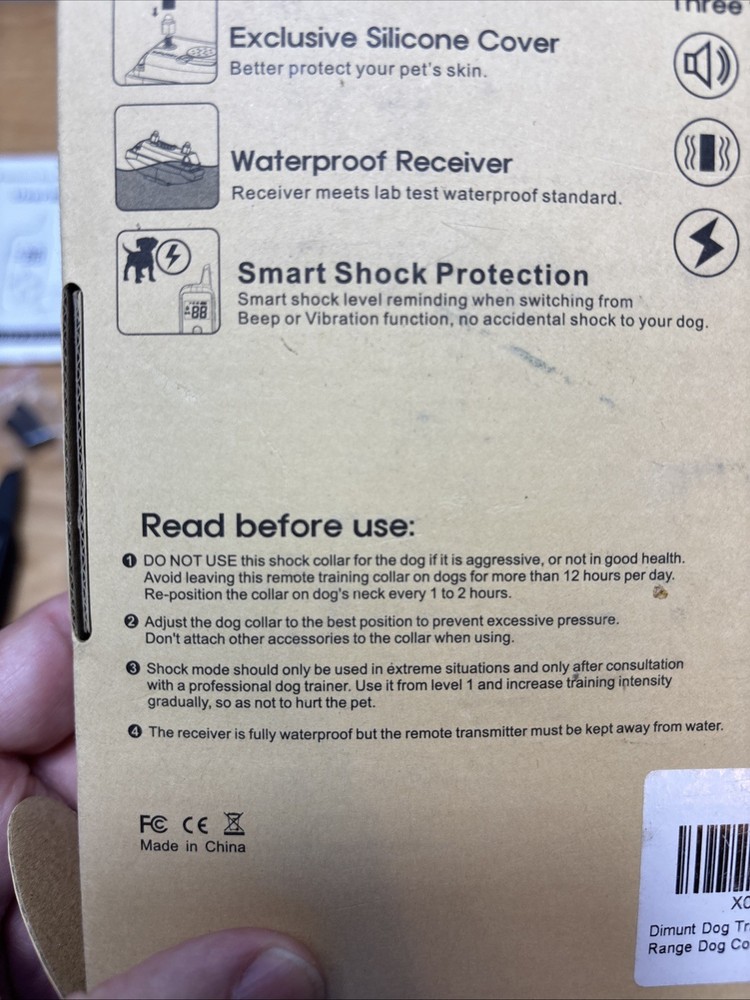 Three
Exclusive Silicone Cover
Better protect your pet's skin.
Waterproof Receiver
Receiver meets lab test waterproof standard.
88
Smart Shock Protection
Smart shock level reminding when switching from
Beep or Vibration function, no accidental shock to your dog.
Read before use:
❶ DO NOT USE this shock collar for the dog if it is aggressive, or not in good health.
Avoid leaving this remote training collar on dogs for more than 12 hours per day.
Re-position the collar on dog's neck every 1 to 2 hours.
❷ Adjust the dog collar to the best position to prevent excessive pressure.
Don't attach other accessories to the collar when using.
❸ Shock mode should only be used in extreme situations and only after consultation
with a professional dog trainer. Use it from level 1 and increase training intensity
gradually, so as not to hurt the pet.
❹ The receiver is fully waterproof but the remote transmitter must be kept away from water.
FC CE
Made in China
X0
Dimunt Dog Tr
Range Dog Co